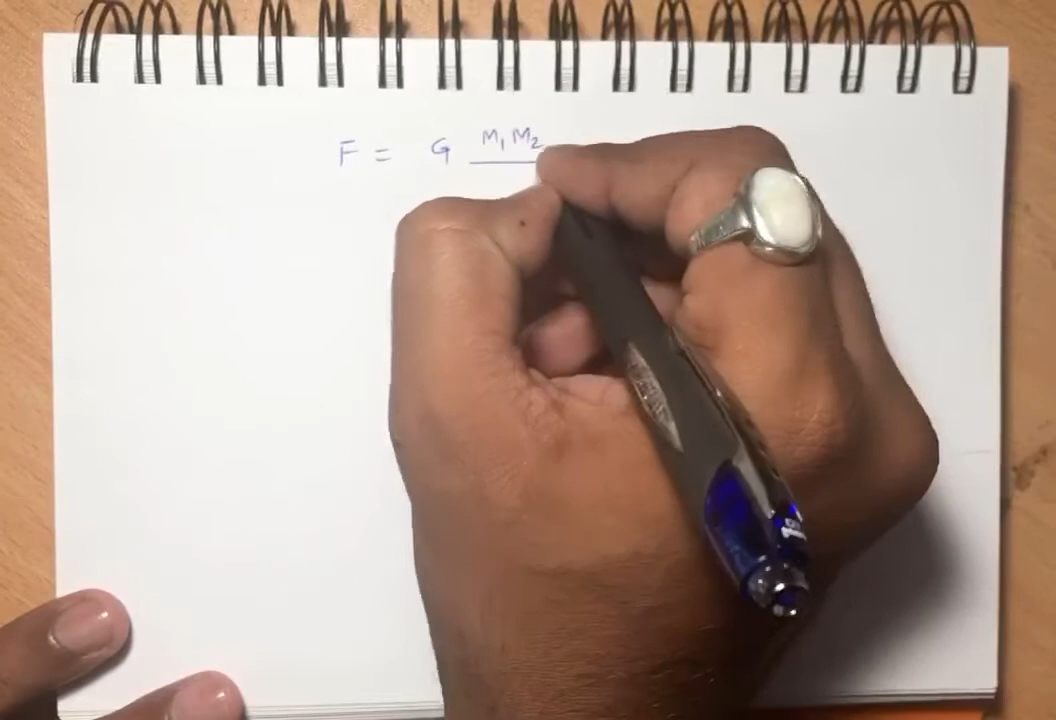 F = G M₁M₂